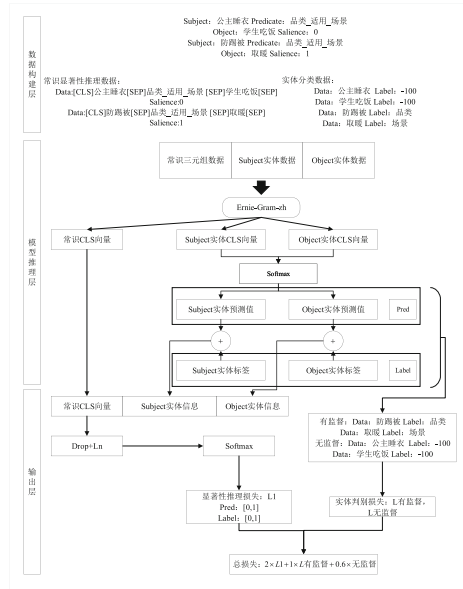 数据构建层
Subject：公主睡衣 Predicate：品类_适用_场景
Object：学生吃饭 Salience：0
Subject：防踢被 Predicate：品类_适用_场景
Object：取暖 Salience：1
常识显著性推理数据：
Data:[CLS]公主睡衣[SEP]品类_适用_场景 [SEP]学生吃饭[SEP]
Salience:0
Data:[CLS]防踢被[SEP]品类_适用_场景 [SEP]取暖[SEP]
Salience:1
实体分类数据：
Data：公主睡衣 Label：-100
Data：学生吃饭 Label：-100
Data：防踢被 Label：品类
Data：取暖 Label：场景
模型推理层
常识三元组数据
Subject实体数据
Object实体数据
Ernie-Gram-zh
常识CLS向量
Subject实体CLS向量
Object实体CLS向量
Softmax
Subject实体预测值
Object实体预测值
Pred
+
+
Subject实体标签
Object实体标签
Label
输出层
常识CLS向量
Subject实体信息
Object实体信息
Drop+Ln
Softmax
有监督：Data：防踢被 Label：品类
Data：取暖 Label：场景
无监督：Data：公主睡衣 Label：-100
Data：学生吃饭 Label：-100
显著性推理损失：L1
Pred：[0,1]
Label：[0,1]
实体判别损失：L有监督，
L无监督
总损失：2×L1+1×L有监督+0.6×无监督